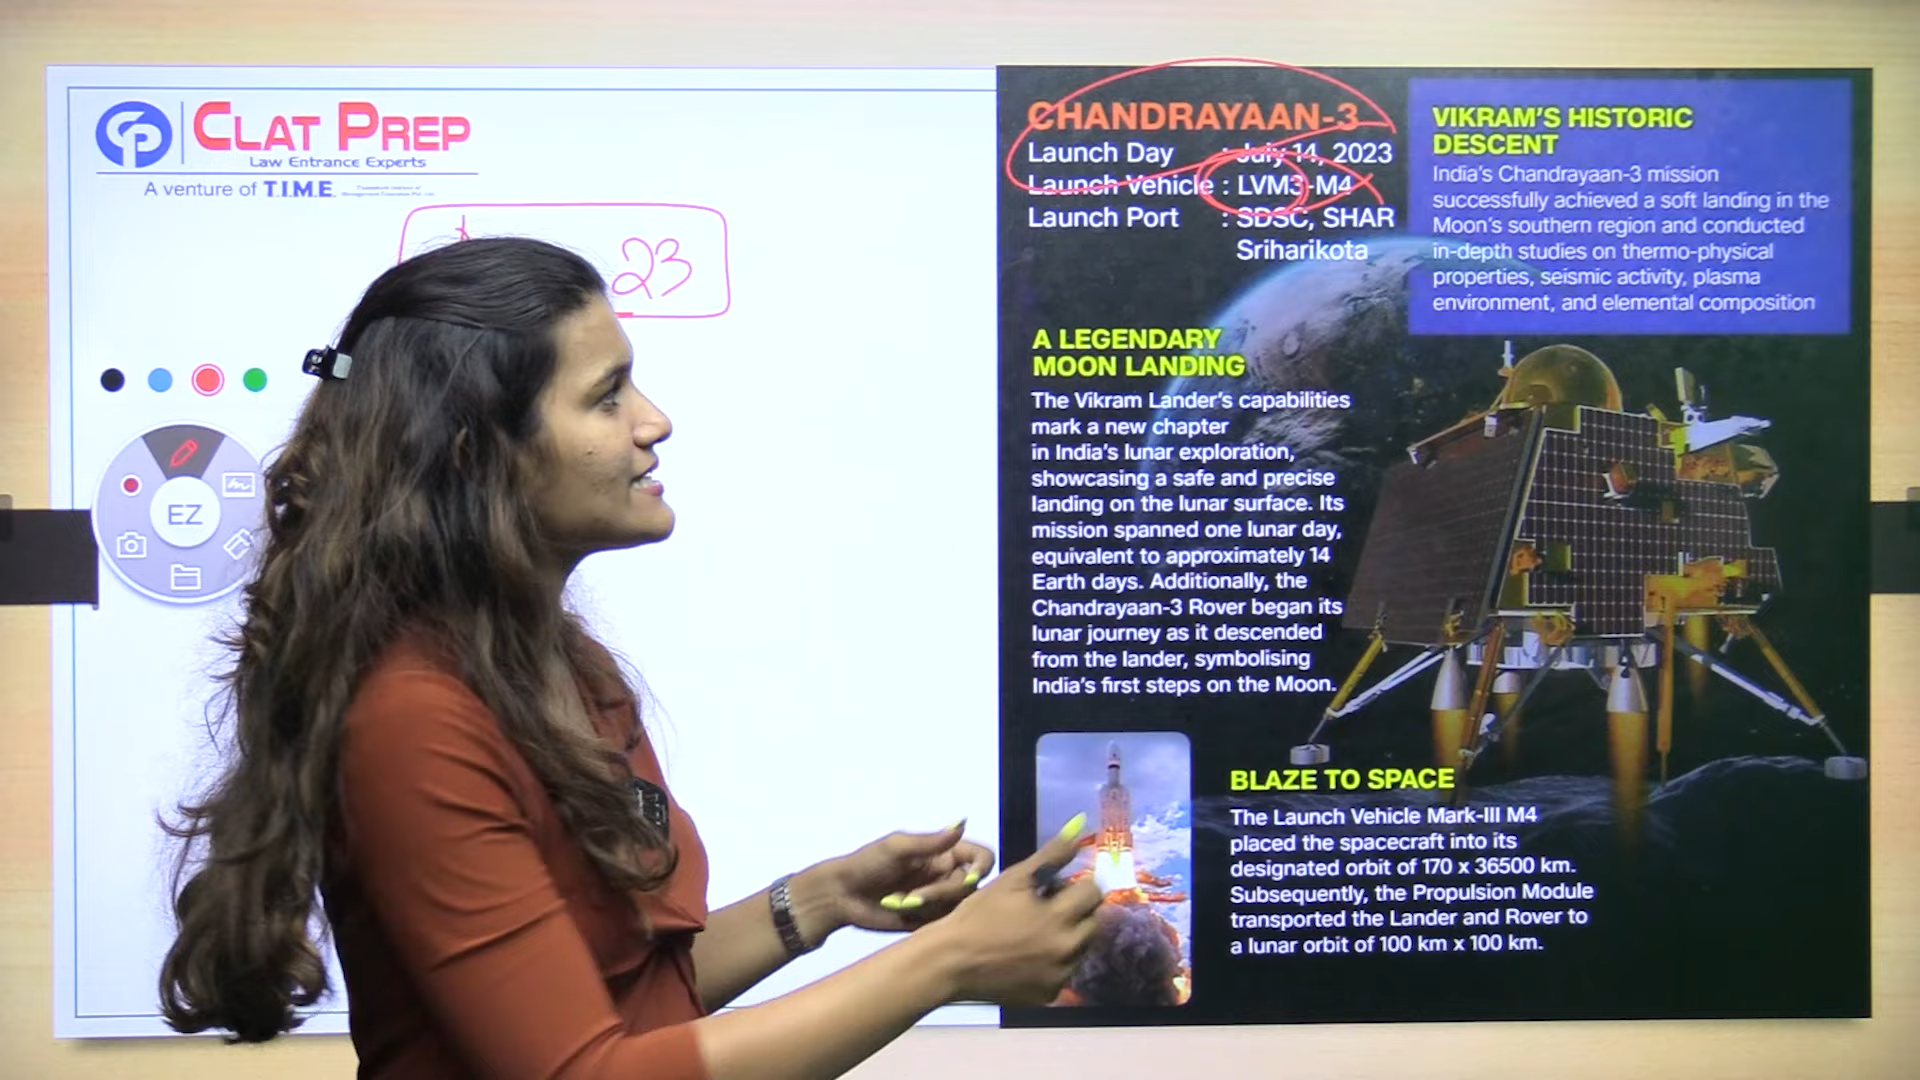 CLAT PREP
Law Entrance Experts
A venture of T.I.M.E.
23
EZ
CHANDRAYAAN-3
Launch Day : July 14, 2023
Launch Vehicle : LVM3-M4
Launch Port : SDSC, SHAR
Sriharikota
VIKRAM'S HISTORIC
DESCENT
India's Chandrayaan-3 mission
successfully achieved a soft landing in the
Moon's southern region and conducted
in-depth studies on thermo-physical
properties, seismic activity, plasma
environment, and elemental composition
A LEGENDARY
MOON LANDING
The Vikram Lander's capabilities
mark a new chapter
in India's lunar exploration,
showcasing a safe and precise
landing on the lunar surface. Its
mission spanned one lunar day,
equivalent to approximately 14
Earth days. Additionally, the
Chandrayaan-3 Rover began its
lunar journey as it descended
from the lander, symbolising
India's first steps on the Moon.
BLAZE TO SPACE
The Launch Vehicle Mark-III M4
placed the spacecraft into its
designated orbit of 170 x 36500 km.
Subsequently, the Propulsion Module
transported the Lander and Rover to
a lunar orbit of 100 km x 100 km.